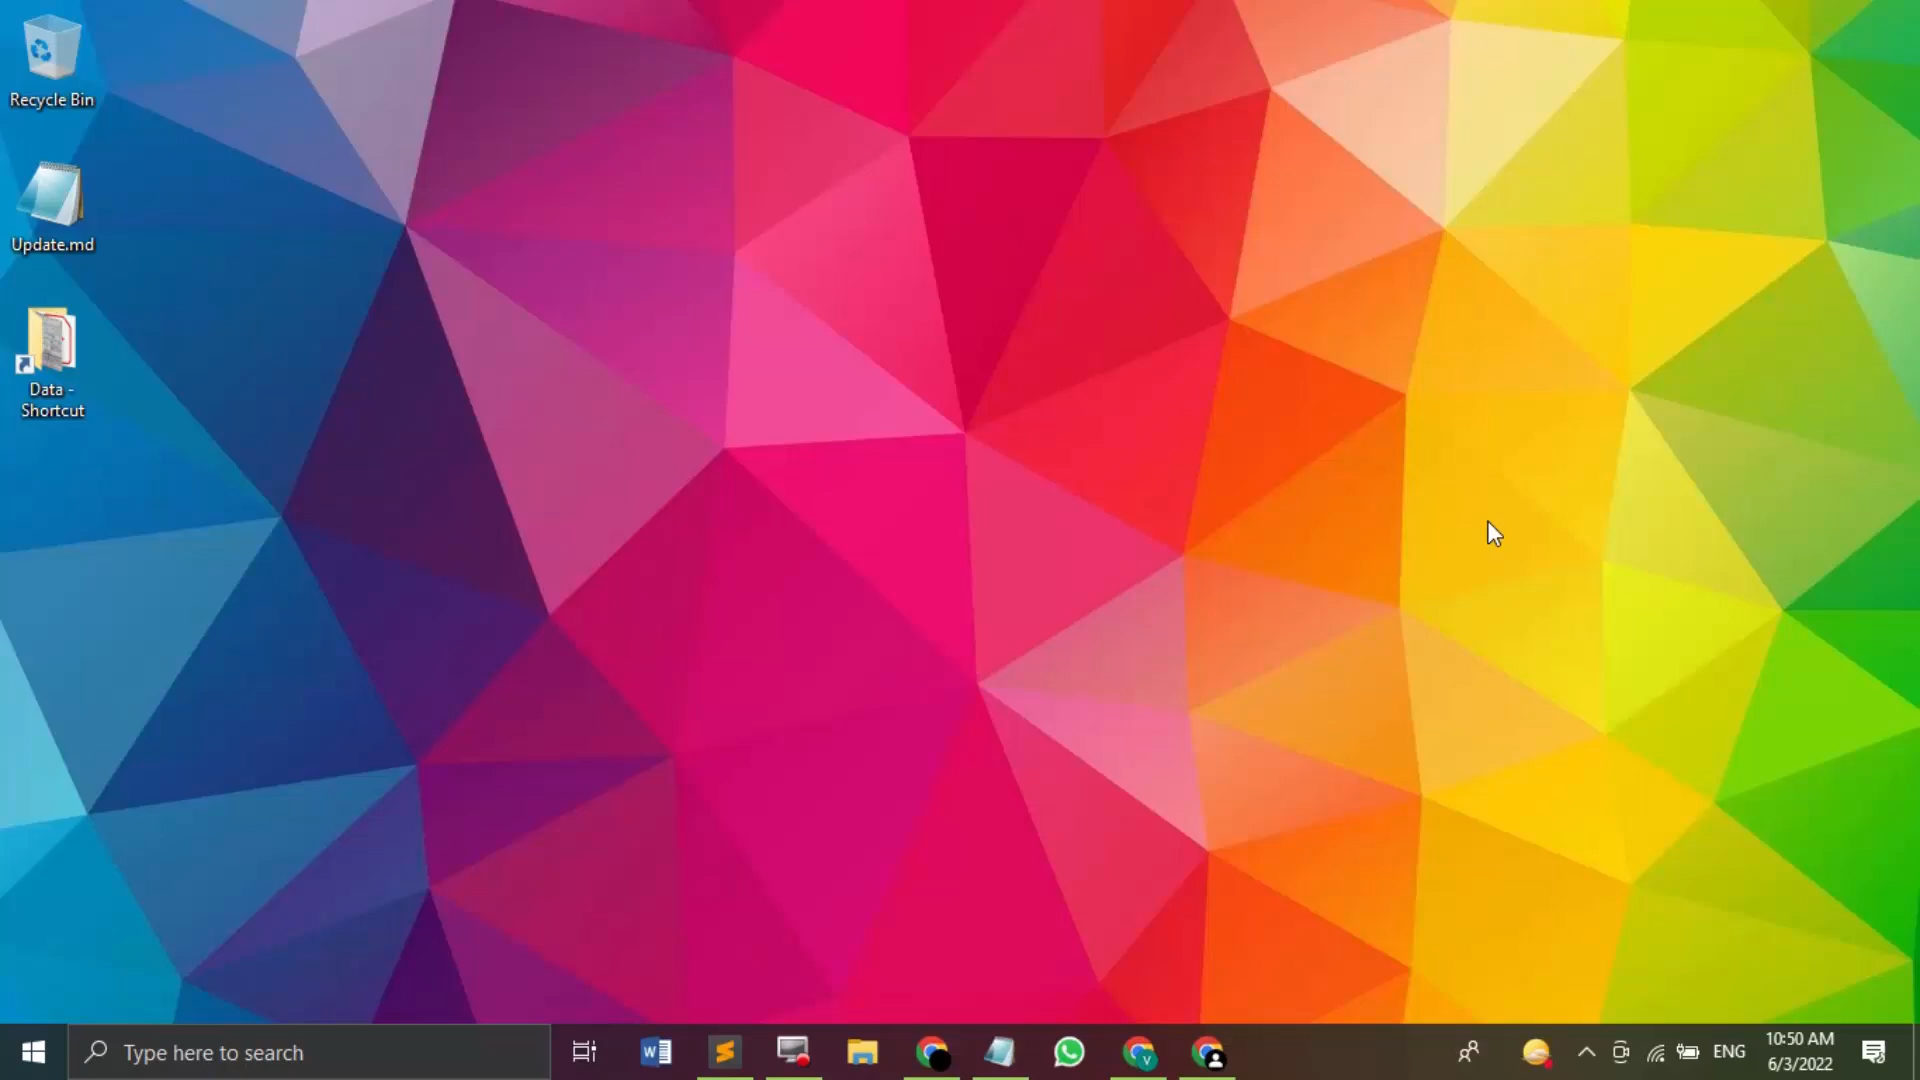 Recycle Bin
Update.md
Data -
Shortcut
Type here to search
ENG
10:50 AM
6/3/2022